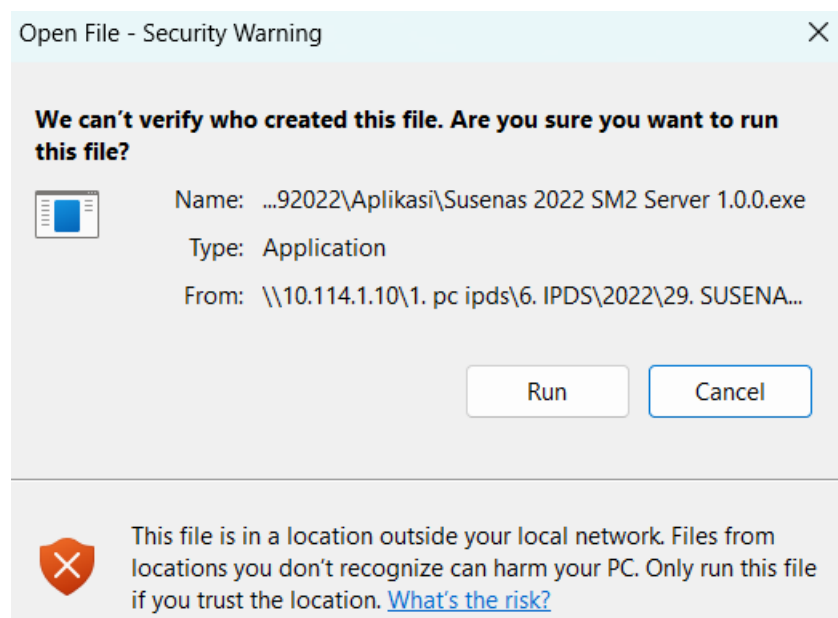 Open File - Security Warning
We can't verify who created this file. Are you sure you want to run
this file?
Name: ...92022\Aplikasi\Susenas 2022 SM2 Server 1.0.0.exe
Type: Application
From: \\10.114.1.10\1. pc ipds\6. IPDS\2022\29. SUSENA...
Run Cancel
This file is in a location outside your local network. Files from
locations you don't recognize can harm your PC. Only run this file
if you trust the location. What's the risk?